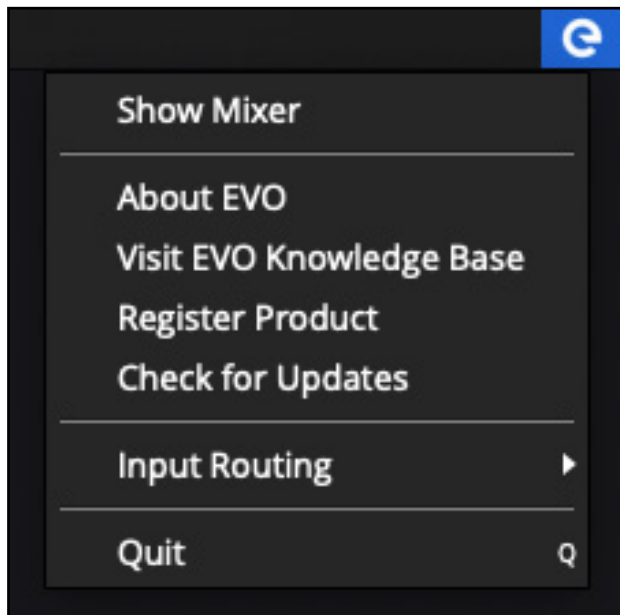 e
Show Mixer
About EVO
Visit EVO Knowledge Base
Register Product
Check for Updates
Input Routing
Quit Q